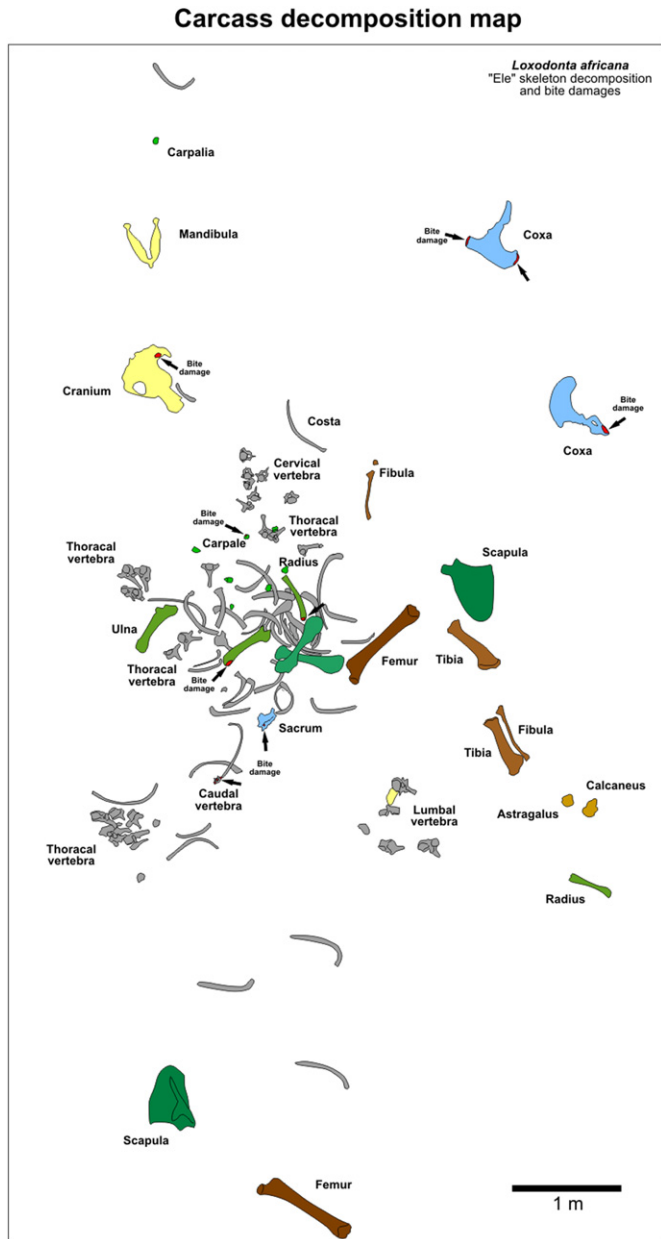 Carcass decomposition map
Loxodonta africana
"Ele" skeleton decomposition
and bite damages
Carpalia
Mandibula
Bite
damage
Coxa
Bite
damage
Cranium
Bite
damage
Coxa
Costa
Cervical
vertebra
Fibula
Bite
damage
Thoracal
vertebra
Carpale
Thoracal
vertebra
Radius
Scapula
Ulna
Thoracal
vertebra
Bite
damage
Femur
Tibia
Sacrum
Bite
damage
Fibula
Tibia
Caudal
vertebra
Calcaneus
Astragalus
Lumbal
vertebra
Thoracal
vertebra
Radius
Scapula
Femur
1 m